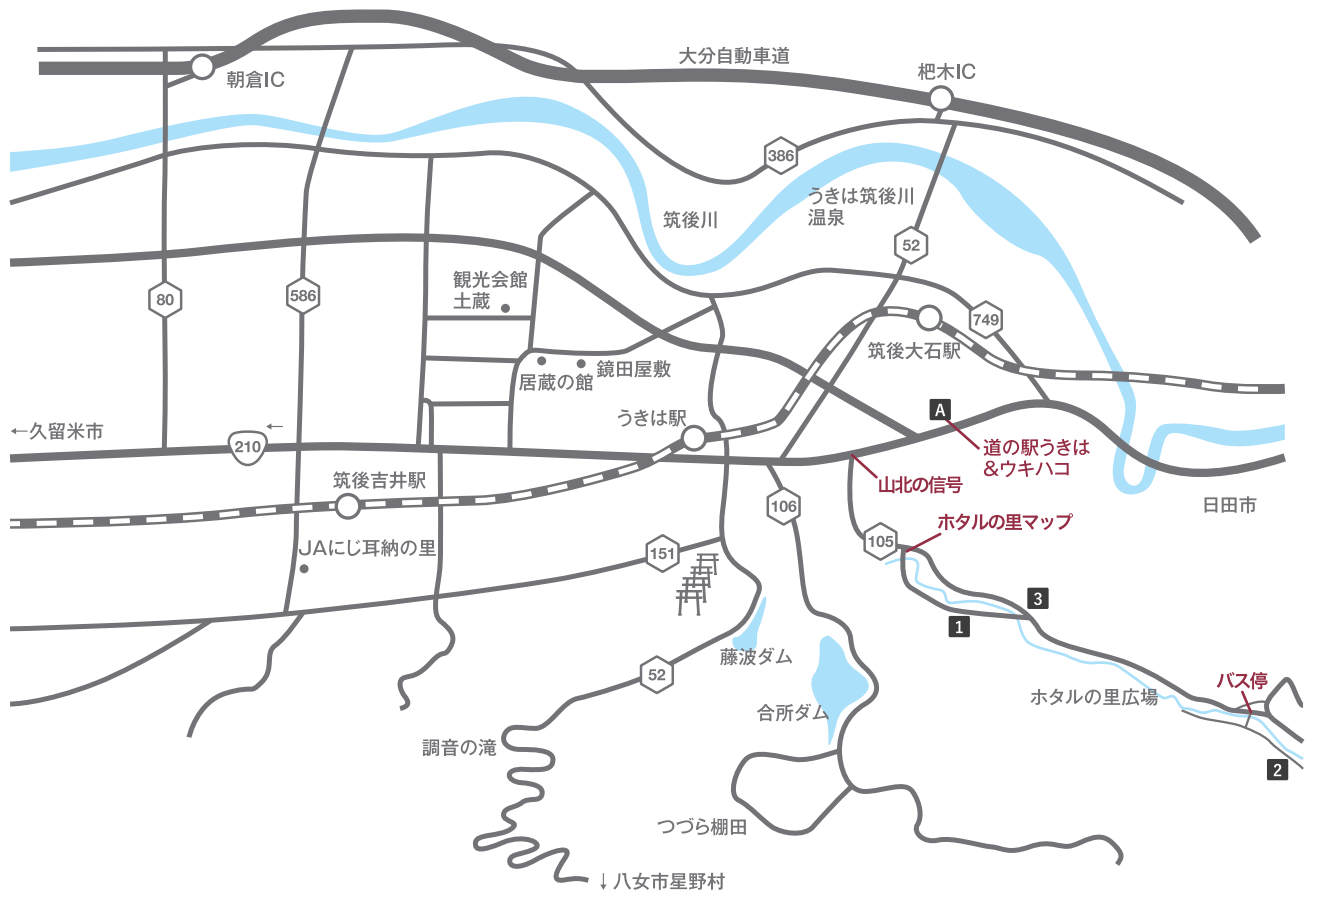 大分自動車道
杷木IC
朝倉IC
386
うきは筑後川
温泉
筑後川
52
観光会館
土蔵
80
586
749
筑後大石駅
鏡田屋敷
居蔵の館
うきは駅
A
←久留米市
←
210
道の駅うきは
&ウキハコ
山北の信号
筑後吉井駅
日田市
106
ホタルの里マップ
105
JAにじ耳納の里
151
3
1
藤波ダム
52
バス停
ホタルの里広場
合所ダム
調音の滝
2
つづら棚田
↓八女市星野村